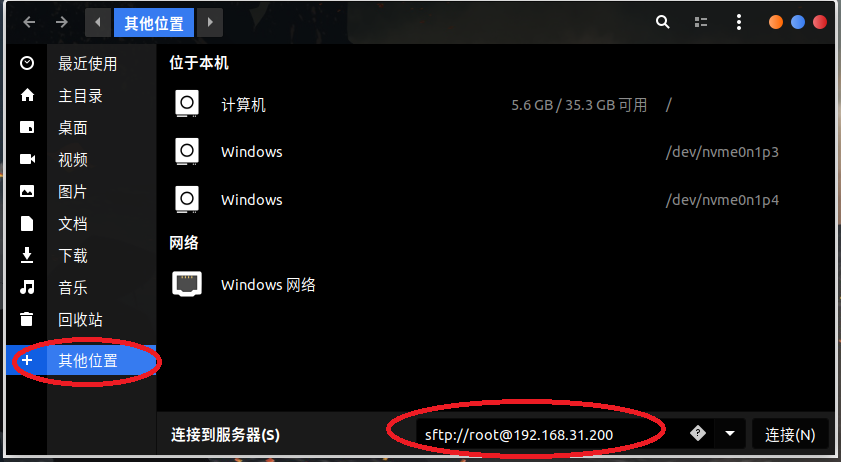 其他位置
最近使用
主目录
桌面
视频
图片
文档
下载
音乐
回收站
其他位置
位于本机
计算机 5.6 GB / 35.3 GB 可用 /
Windows /dev/nvme0n1p3
Windows /dev/nvme0n1p4
网络
Windows 网络
连接到服务器(S) sftp://root@192.168.31.200 连接(N)